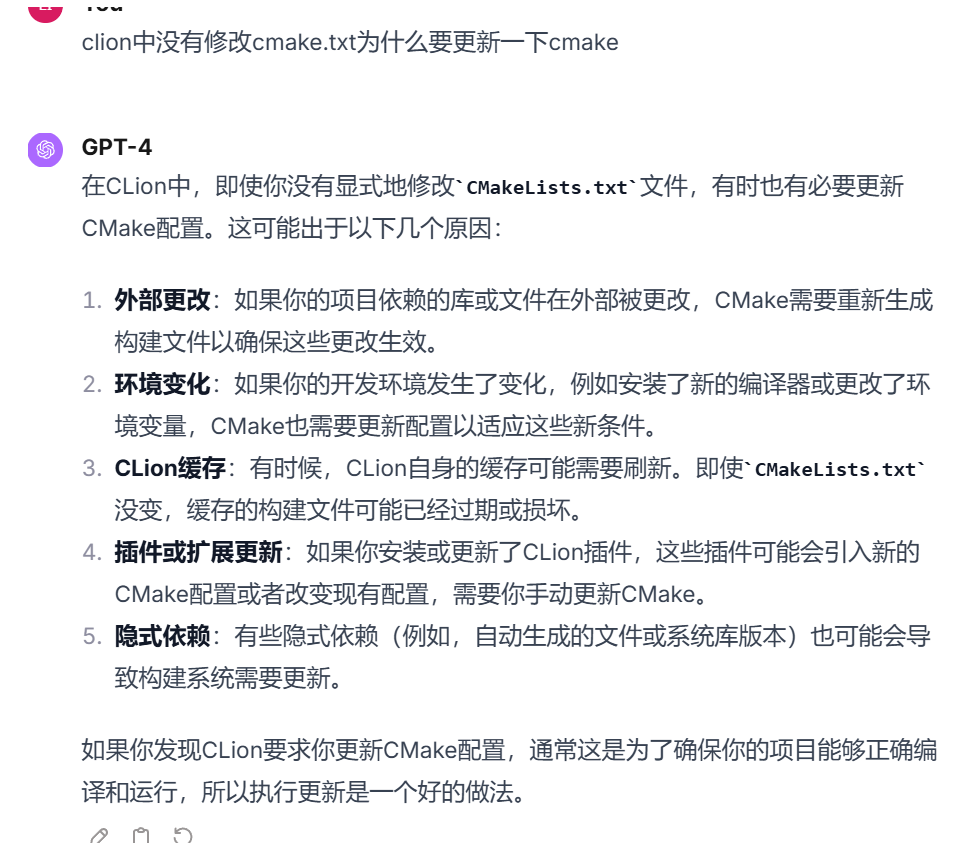 You
clion中没有修改cmake.txt为什么要更新一下cmake
GPT-4
在CLion中，即使你没有显式地修改`CMakeLists.txt`文件，有时也有必要更新
CMake配置。这可能出于以下几个原因：
1. 外部更改：如果你的项目依赖的库或文件在外部被更改，CMake需要重新生成
构建文件以确保这些更改生效。
2. 环境变化：如果你的开发环境发生了变化，例如安装了新的编译器或更改了环
境变量，CMake也需要更新配置以适应这些新条件。
3. CLion缓存：有时候，CLion自身的缓存可能需要刷新。即使`CMakeLists.txt`
没变，缓存的构建文件可能已经过期或损坏。
4. 插件或扩展更新：如果你安装或更新了CLion插件，这些插件可能会引入新的
CMake配置或者改变现有配置，需要你手动更新CMake。
5. 隐式依赖：有些隐式依赖（例如，自动生成的文件或系统库版本）也可能会导
致构建系统需要更新。
如果你发现CLion要求你更新CMake配置，通常这是为了确保你的项目能够正确编
译和运行，所以执行更新是一个好的做法。